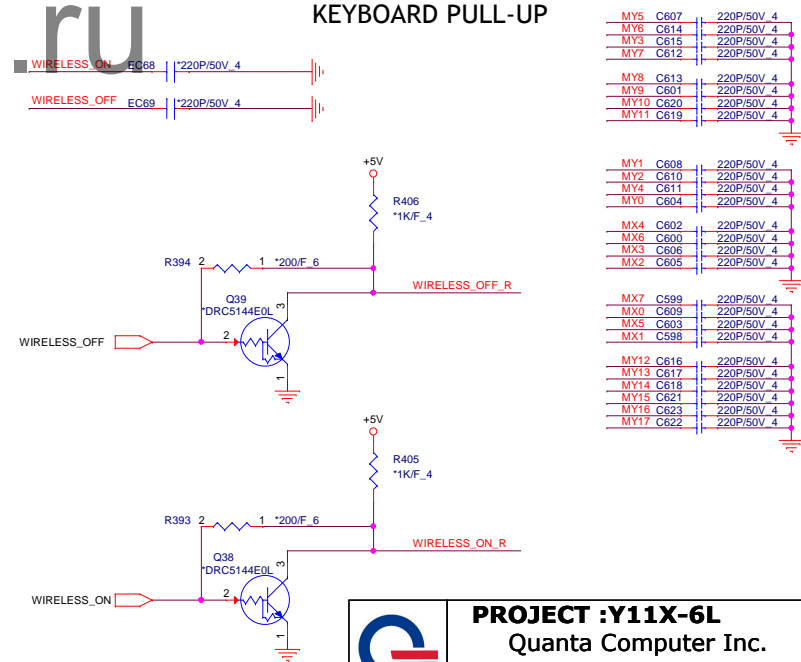 .ru
KEYBOARD PULL-UP
WIRELESS_ON EC68 *220P/50V_4
WIRELESS_OFF EC69 *220P/50V_4
MY5 C607 220P/50V_4
MY6 C614 220P/50V_4
MY3 C615 220P/50V_4
MY7 C612 220P/50V_4
MY8 C613 220P/50V_4
MY9 C601 220P/50V_4
MY10 C620 220P/50V_4
MY11 C619 220P/50V_4
MY1 C608 220P/50V_4
MY2 C610 220P/50V_4
MY4 C611 220P/50V_4
MY0 C604 220P/50V_4
MX4 C602 220P/50V_4
MX6 C600 220P/50V_4
MX3 C606 220P/50V_4
MX2 C605 220P/50V_4
MX7 C599 220P/50V_4
MX0 C609 220P/50V_4
MX5 C603 220P/50V_4
MX1 C598 220P/50V_4
MY12 C616 220P/50V_4
MY13 C617 220P/50V_4
MY14 C618 220P/50V_4
MY15 C621 220P/50V_4
MY16 C623 220P/50V_4
MY17 C622 220P/50V_4
+5V
R406
*1K/F_4
R394 2 1 *200/F_6
WIRELESS_OFF_R
Q39
*DRC5144E0L
3
WIRELESS_OFF
2
1
+5V
R405
*1K/F_4
R393 2 1 *200/F_6
WIRELESS_ON_R
Q38
*DRC5144E0L
3
WIRELESS_ON
2
1
PROJECT :Y11X-6L
Quanta Computer Inc.